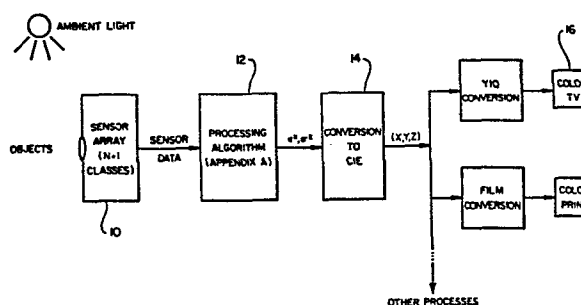 AMBIENT LIGHT
OBJECTS
SENSOR
ARRAY
(N+1
CLASSES)
10
SENSOR
DATA
12
PROCESSING
ALGORITHM
(APPENDIX A)
14
CONVERSION
TO
CIE
(X,Y,Z)
YIQ
CONVERSION
16
COLO
TV
FILM
CONVERSION
COLO
PRIN
OTHER PROCESSES